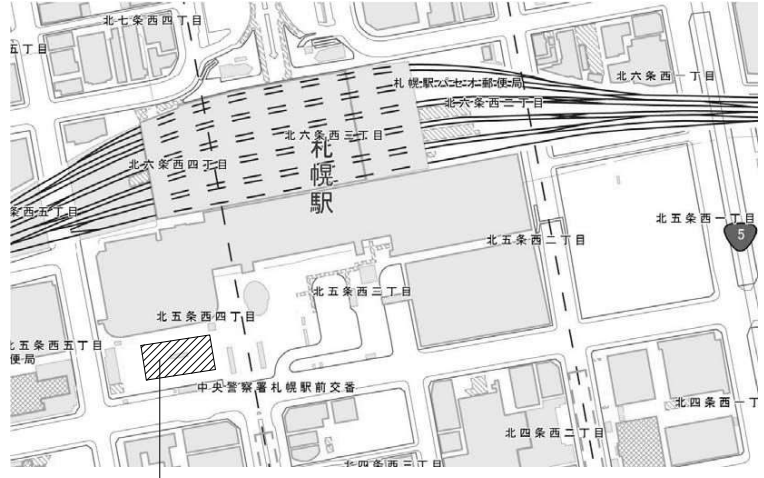 北七条西四丁目
五丁目
北六条西一丁目
札幌駅パセオ郵便局
北六条西二丁目
北六条西三丁目
北六条西四丁目
札幌駅
条西五丁目
北五条西一丁目
5
北五条西二丁目
北五条西三丁目
北五条西四丁目
五条西五丁目
便局
中央警察署札幌駅前交番
北四条西一丁
北四条西二丁目
北四条西三丁目